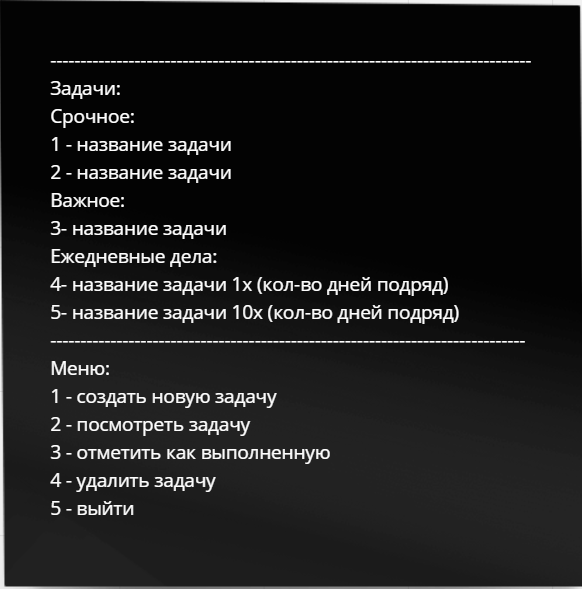 --------------------------------------------------------------------------------
Задачи:
Срочное:
1 - название задачи
2 - название задачи
Важное:
3- название задачи
Ежедневные дела:
4- название задачи 1х (кол-во дней подряд)
5- название задачи 10х (кол-во дней подряд)
-------------------------------------------------------------------------------
Меню:
1 - создать новую задачу
2 - посмотреть задачу
3 - отметить как выполненную
4 - удалить задачу
5 - выйти